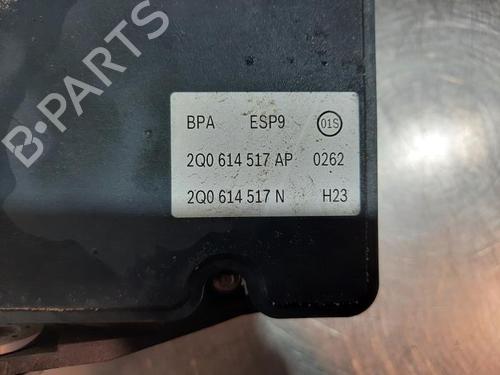 BPA ESP9 01S
2Q0 614 517 AP 0262
2Q0 614 517 N H23
B-PARTS